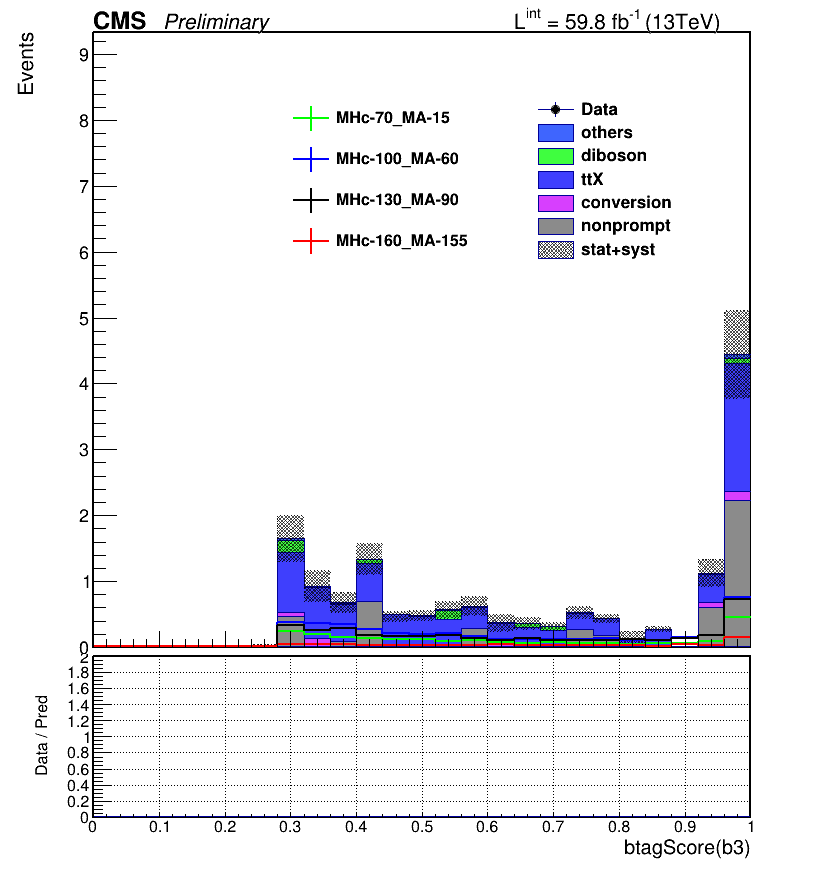 CMS Preliminary L^int = 59.8 fb^-1 (13TeV)
Events
9
8
7
6
5
4
3
2
1
0
MHc-70_MA-15
MHc-100_MA-60
MHc-130_MA-90
MHc-160_MA-155
Data
others
diboson
ttX
conversion
nonprompt
stat+syst
Data / Pred
2
1.8
1.6
1.4
1.2
1
0.8
0.6
0.4
0.2
0
0 0.1 0.2 0.3 0.4 0.5 0.6 0.7 0.8 0.9 1
btagScore(b3)